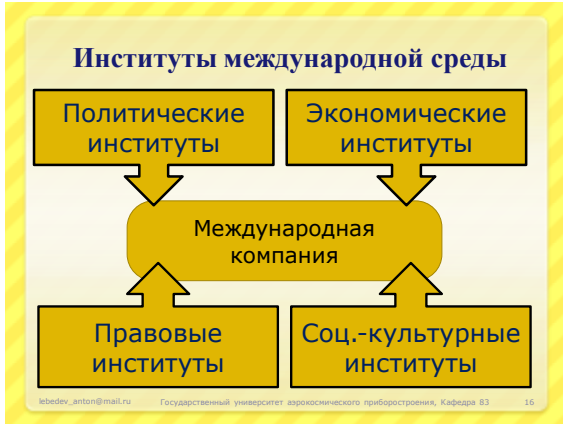 Институты международной среды
Политические
институты
Экономические
институты
Международная
компания
Правовые
институты
Соц.-культурные
институты
lebedev_anton@mail.ru
Государственный университет аэрокосмического приборостроения, Кафедра 83
16